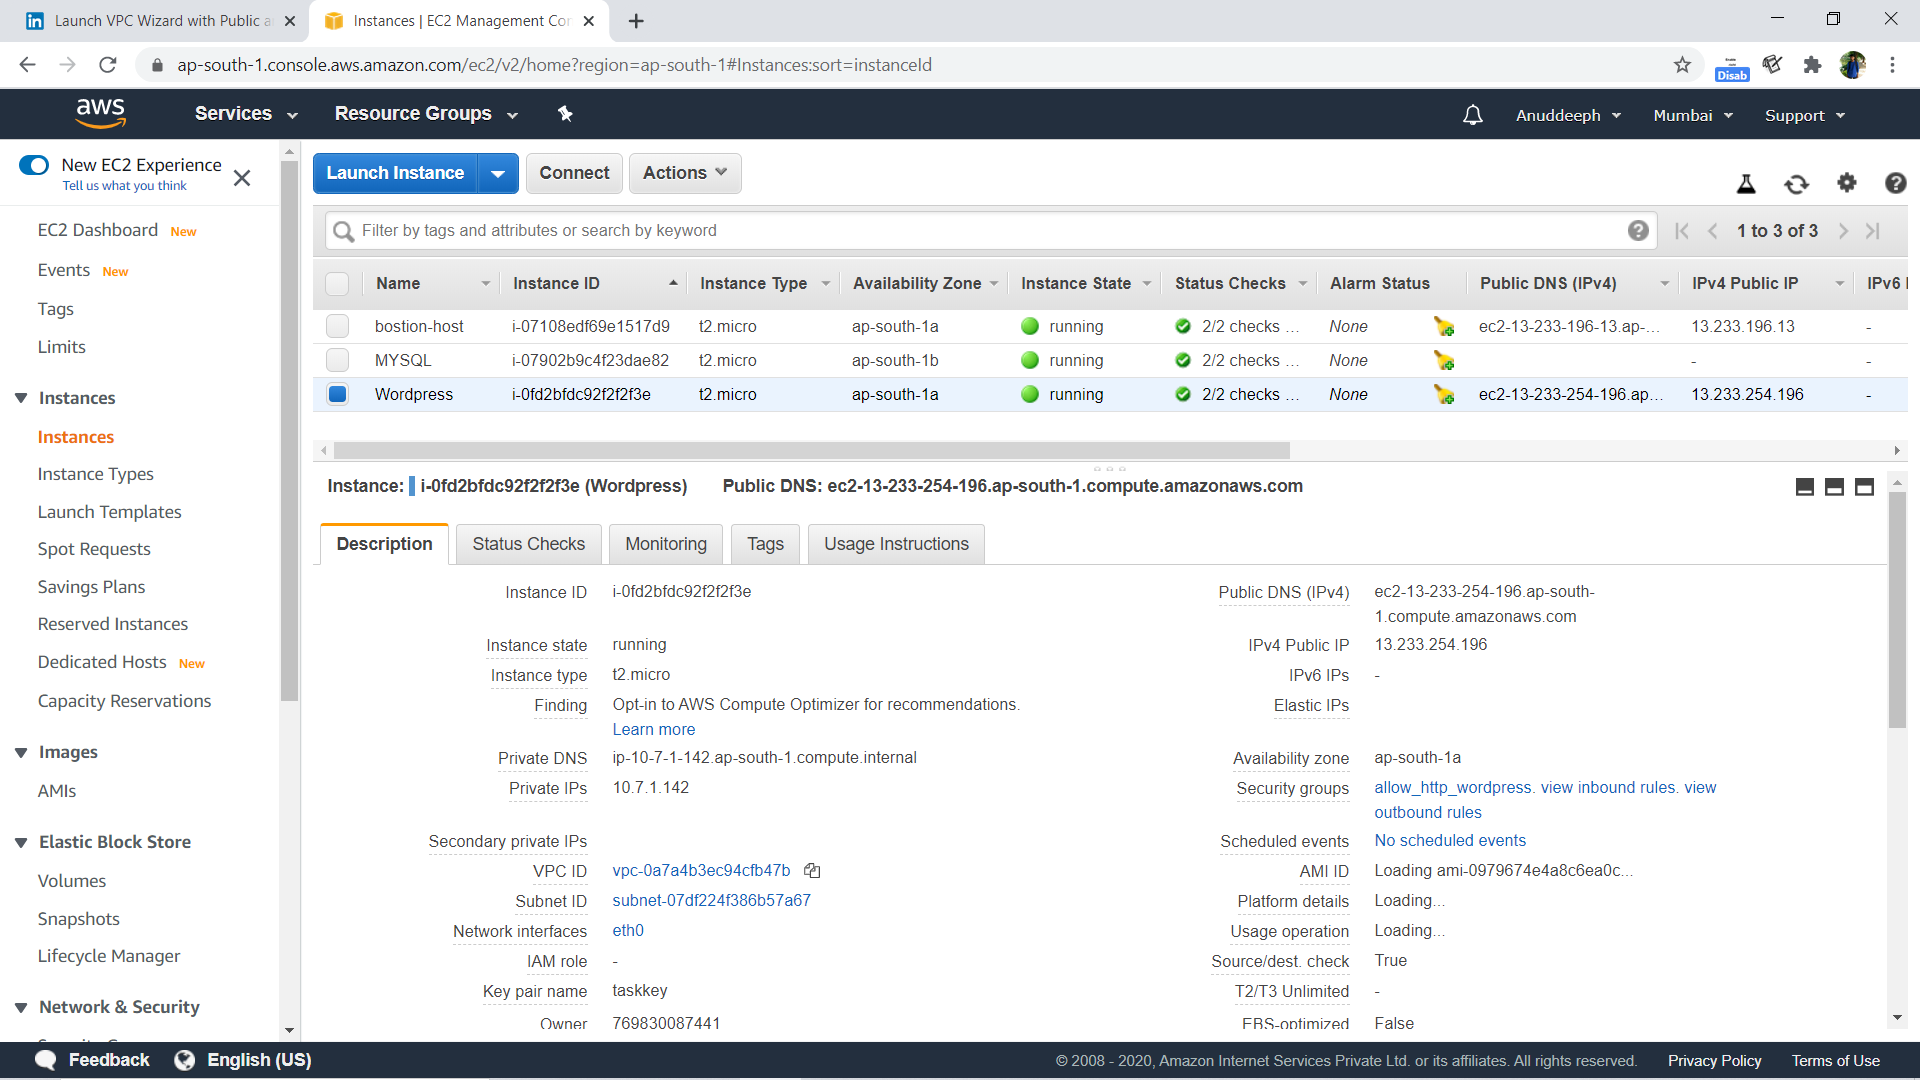 Launch VPC Wizard with Public a
Instances | EC2 Management Con
ap-south-1.console.aws.amazon.com/ec2/v2/home?region=ap-south-1#Instances:sort=instanceId
Disab
aws
Services
Resource Groups
Anuddeeph
Mumbai
Support
New EC2 Experience
Tell us what you think
EC2 Dashboard New
Events New
Tags
Limits
Instances
Instances
Instance Types
Launch Templates
Spot Requests
Savings Plans
Reserved Instances
Dedicated Hosts New
Capacity Reservations
Images
AMIs
Elastic Block Store
Volumes
Snapshots
Lifecycle Manager
Network & Security
Launch Instance
Connect
Actions
Filter by tags and attributes or search by keyword
1 to 3 of 3
Name Instance ID Instance Type Availability Zone Instance State Status Checks Alarm Status Public DNS (IPv4) IPv4 Public IP IPv6 I
bostion-host i-07108edf69e1517d9 t2.micro ap-south-1a running 2/2 checks ... None ec2-13-233-196-13.ap-... 13.233.196.13 -
MYSQL i-07902b9c4f23dae82 t2.micro ap-south-1b running 2/2 checks ... None - -
Wordpress i-0fd2bfdc92f2f2f3e t2.micro ap-south-1a running 2/2 checks ... None ec2-13-233-254-196.ap... 13.233.254.196 -
Instance: i-0fd2bfdc92f2f2f3e (Wordpress) Public DNS: ec2-13-233-254-196.ap-south-1.compute.amazonaws.com
Description
Status Checks
Monitoring
Tags
Usage Instructions
Instance ID i-0fd2bfdc92f2f2f3e
Instance state running
Instance type t2.micro
Finding Opt-in to AWS Compute Optimizer for recommendations.
Learn more
Private DNS ip-10-7-1-142.ap-south-1.compute.internal
Private IPs 10.7.1.142
Secondary private IPs
VPC ID vpc-0a7a4b3ec94cfb47b
Subnet ID subnet-07df224f386b57a67
Network interfaces eth0
IAM role -
Key pair name taskkey
Owner 769830087441
Public DNS (IPv4) ec2-13-233-254-196.ap-south-
1.compute.amazonaws.com
IPv4 Public IP 13.233.254.196
IPv6 IPs -
Elastic IPs
Availability zone ap-south-1a
Security groups allow_http_wordpress. view inbound rules. view
outbound rules
Scheduled events No scheduled events
AMI ID Loading ami-0979674e4a8c6ea0c...
Platform details Loading...
Usage operation Loading...
Source/dest. check True
T2/T3 Unlimited -
EBS-optimized False
Feedback
English (US)
© 2008 - 2020, Amazon Internet Services Private Ltd. or its affiliates. All rights reserved.
Privacy Policy
Terms of Use